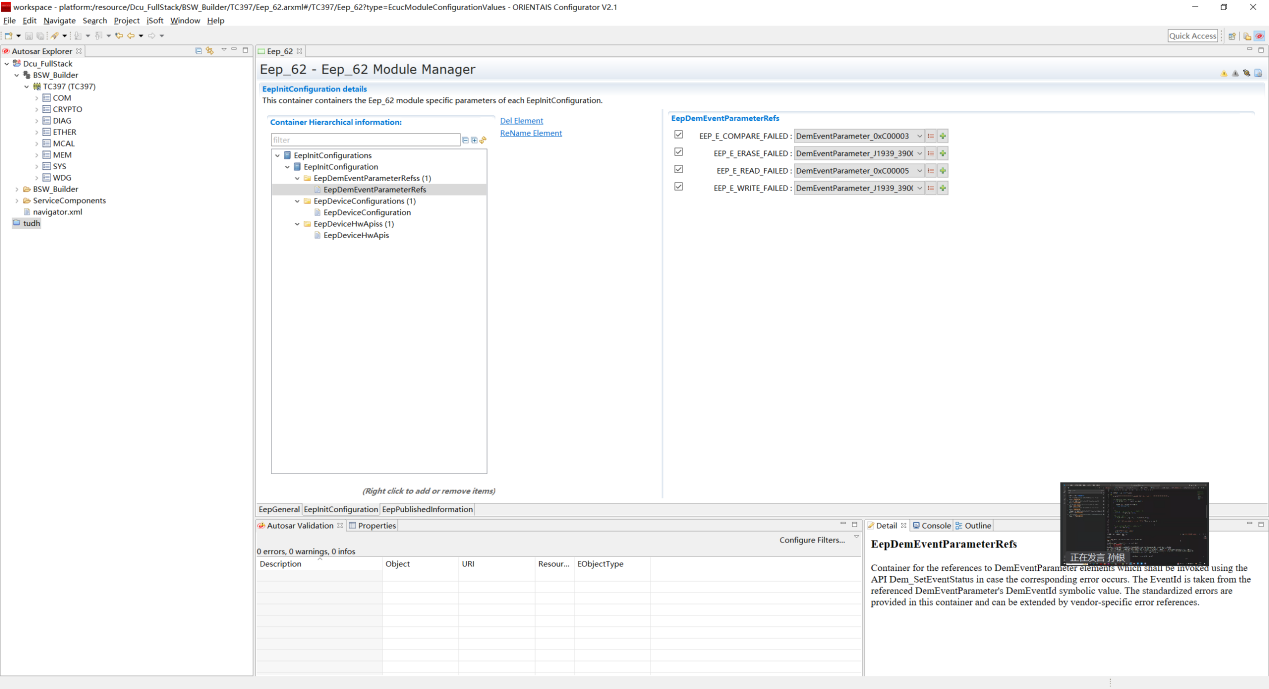 workspace - platform:/resource/Dcu_FullStack/BSW_Builder/TC397/Eep_62.arxml#/TC397/Eep_62?type=EcucModuleConfigurationValues - ORIENTAIS Configurator V2.1
File Edit Navigate Search Project iSoft Window Help
Quick Access
Autosar Explorer
Dcu_FullStack
BSW_Builder
TC397 (TC397)
COM
CRYPTO
DIAG
ETHER
MCAL
MEM
SYS
WDG
BSW_Builder
ServiceComponents
navigator.xml
tudh
Eep_62
Eep_62 - Eep_62 Module Manager
EepInitConfiguration details
This container containers the Eep_62 module specific parameters of each EepInitConfiguration.
Container Hierarchical information:
filter
EepInitConfigurations
EepInitConfiguration
EepDemEventParameterRefss (1)
EepDemEventParameterRefs
EepDeviceConfigurations (1)
EepDeviceConfiguration
EepDeviceHwApiss (1)
EepDeviceHwApis
(Right click to add or remove items)
Del Element
ReName Element
EepDemEventParameterRefs
EEP_E_COMPARE_FAILED : DemEventParameter_0xC00003
EEP_E_ERASE_FAILED : DemEventParameter_J1939_390(
EEP_E_READ_FAILED : DemEventParameter_0xC00005
EEP_E_WRITE_FAILED : DemEventParameter_J1939_390(
EepGeneral EepInitConfiguration EepPublishedInformation
Autosar Validation Properties
Configure Filters...
0 errors, 0 warnings, 0 infos
Description Object URI Resour... EObjectType
Detail Console Outline
EepDemEventParameterRefs
Container for the references to DemEventParameter elements which shall be invoked using the
API Dem_SetEventStatus in case the corresponding error occurs. The EventId is taken from the
referenced DemEventParameter's DemEventId symbolic value. The standardized errors are
provided in this container and can be extended by vendor-specific error references.
正在发言 孙银